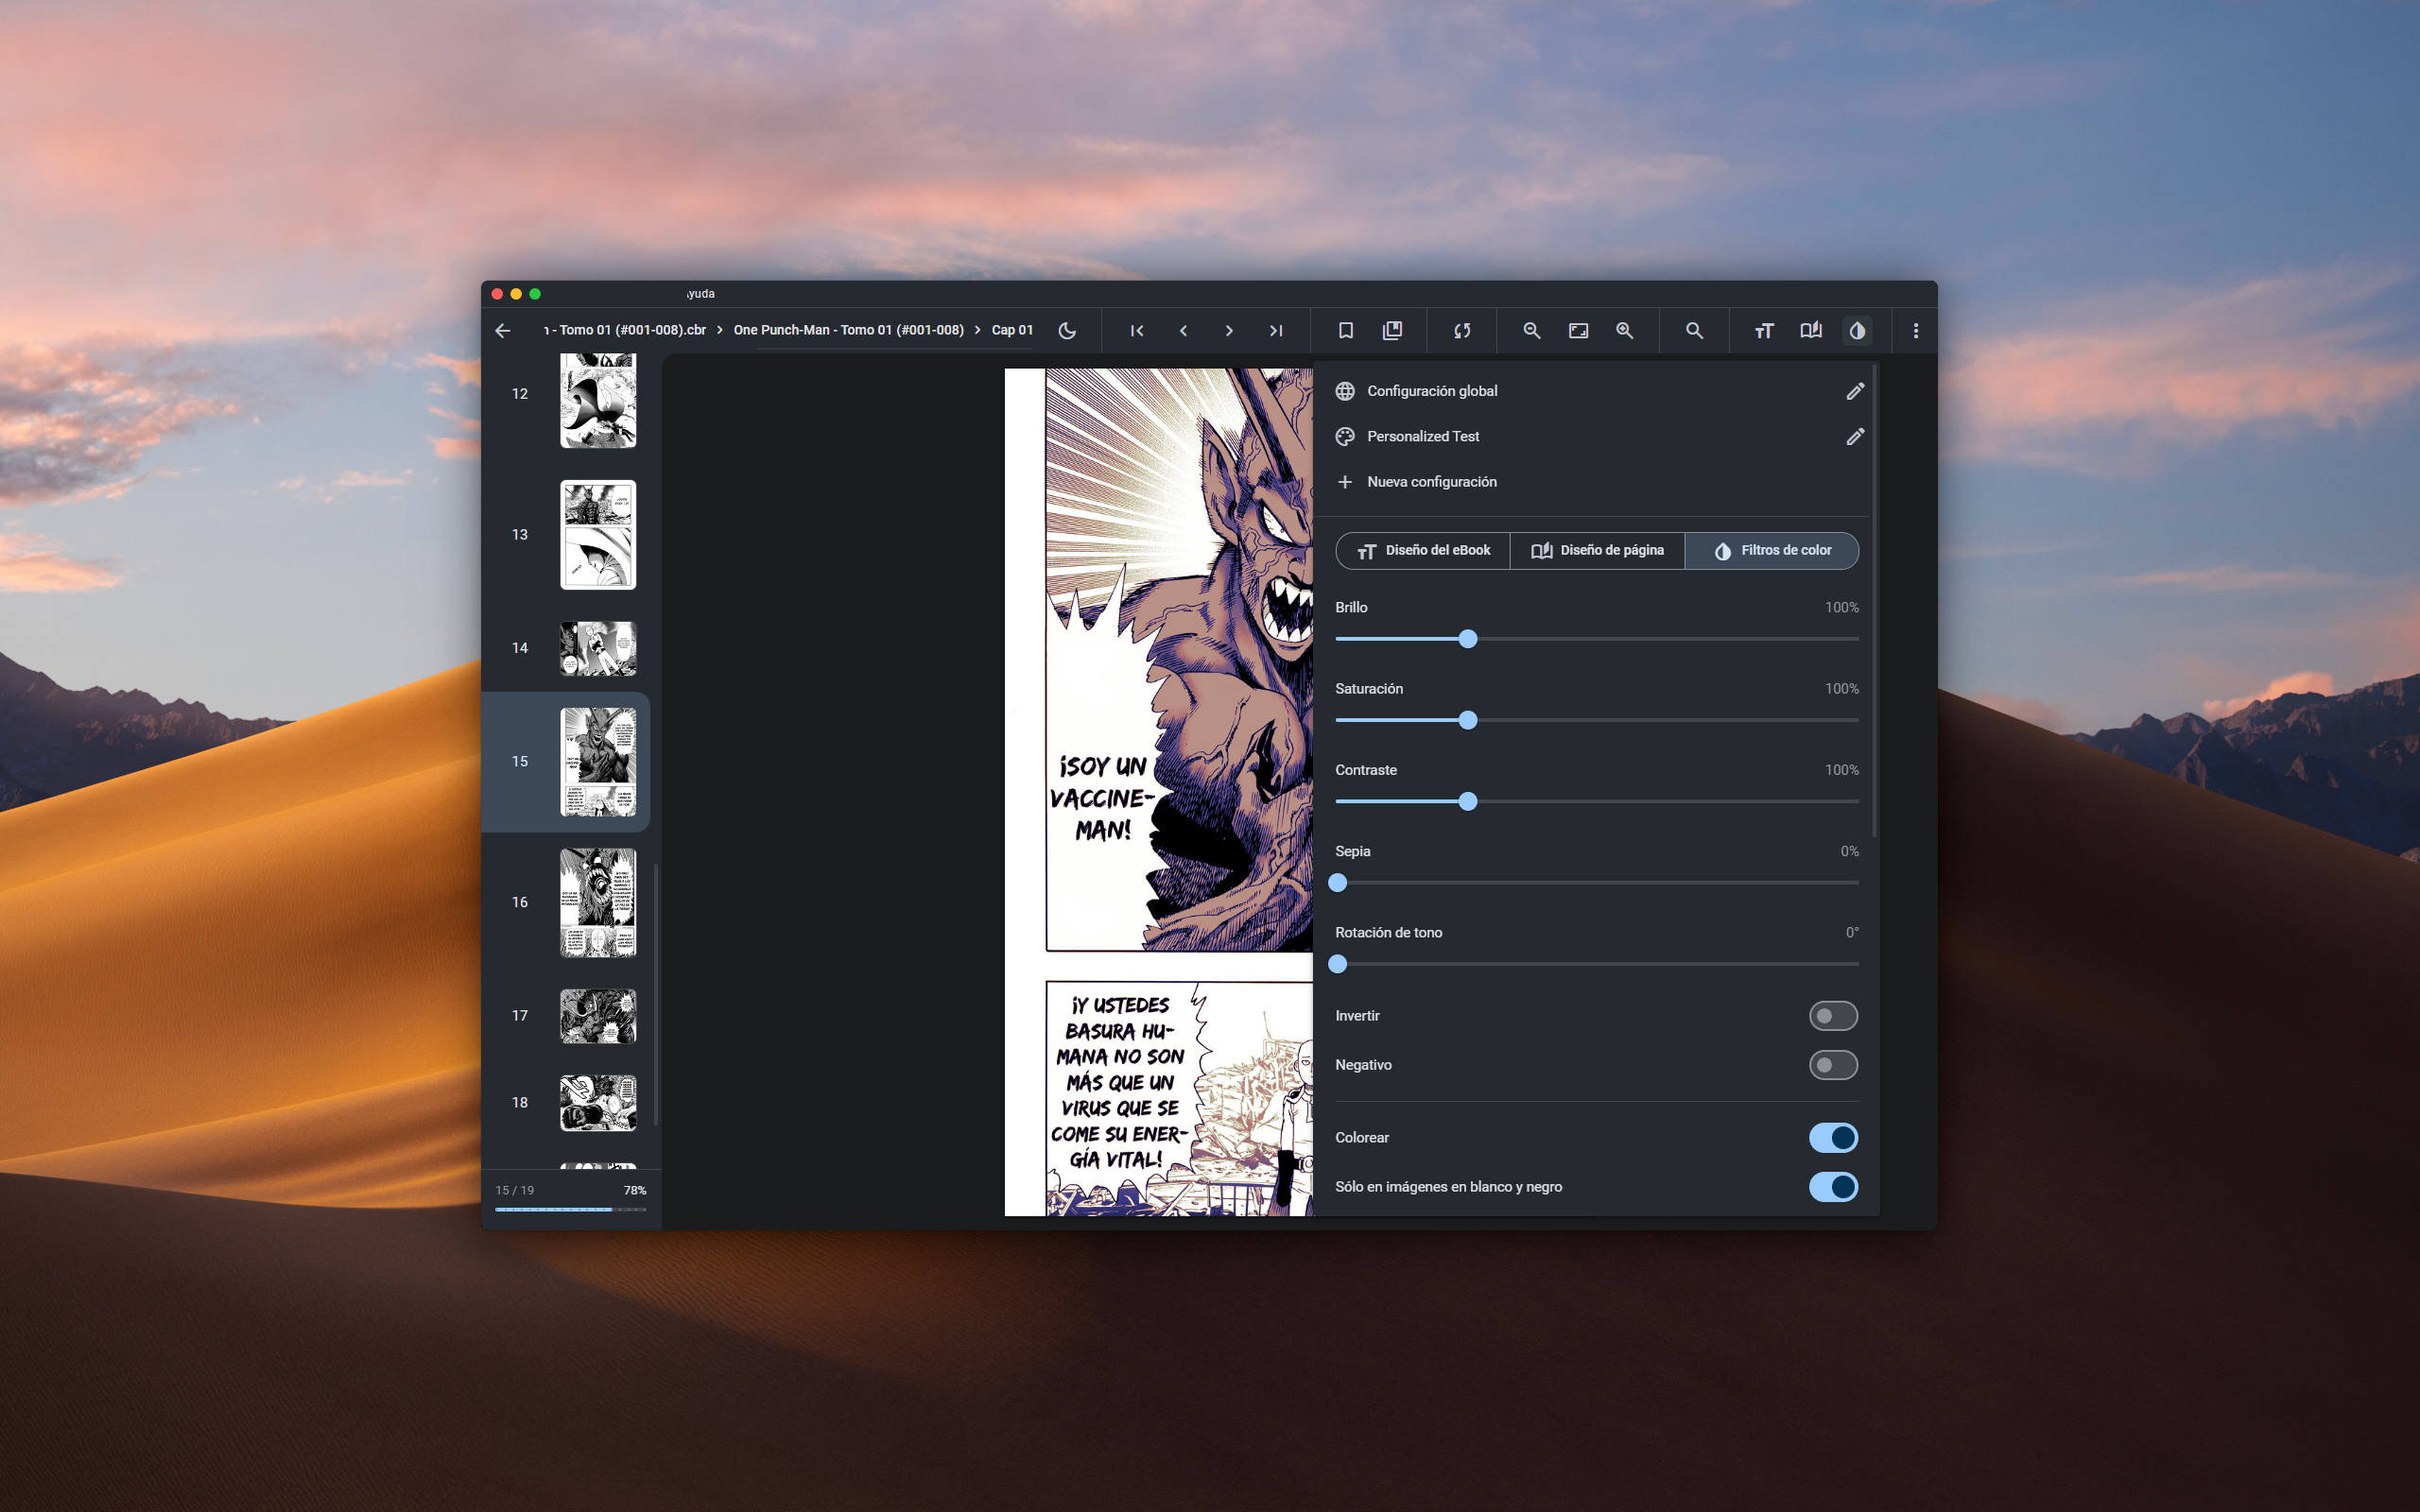 yuda
- Tomo 01 (#001-008).cbr > One Punch-Man - Tomo 01 (#001-008) > Cap 01
12
13
14
15
16
17
18
15 / 19
78%
¡SOY UN
VACCINE-
MAN!
¡Y USTEDES
BASURA HU-
MANA NO SON
MÁS QUE UN
VIRUS QUE SE
COME SU ENER-
GÍA VITAL!
Configuración global
Personalized Test
Nueva configuración
Diseño del eBook
Diseño de página
Filtros de color
Brillo 100%
Saturación 100%
Contraste 100%
Sepia 0%
Rotación de tono 0°
Invertir
Negativo
Colorear
Sólo en imágenes en blanco y negro